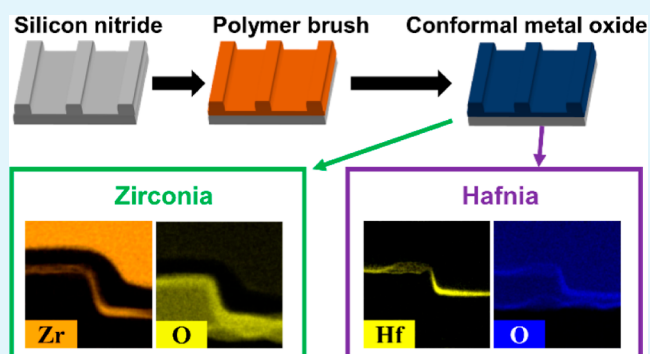 Silicon nitride
Polymer brush
Conformal metal oxide
Zirconia
Hafnia
Zr
O
Hf
O